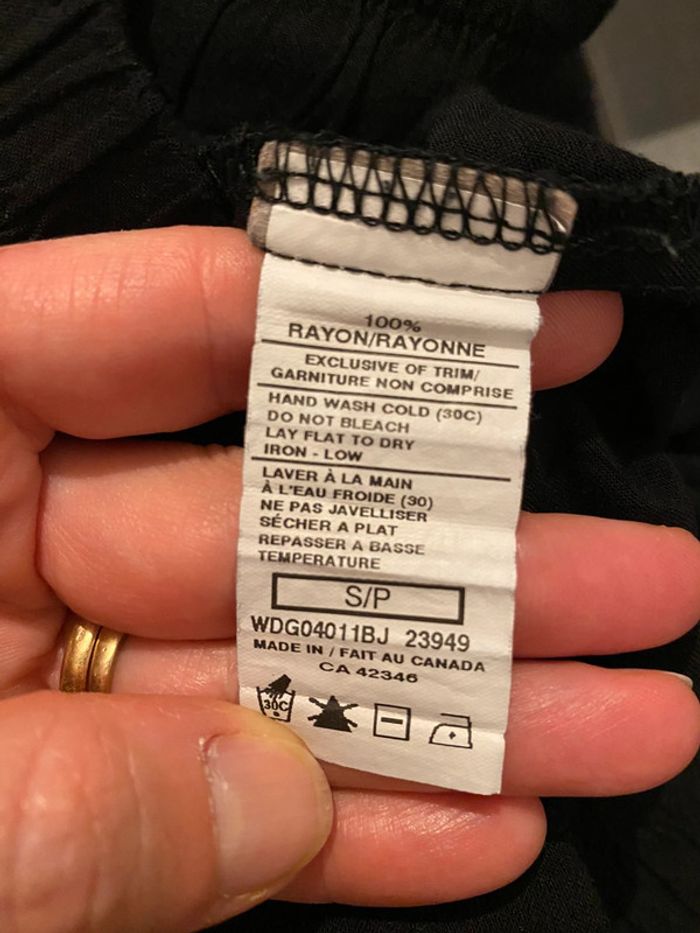 100%
RAYON/RAYONNE
EXCLUSIVE OF TRIM/
GARNITURE NON COMPRISE
HAND WASH COLD (30C)
DO NOT BLEACH
LAY FLAT TO DRY
IRON - LOW
LAVER À LA MAIN
À L'EAU FROIDE (30)
NE PAS JAVELLISER
SÉCHER A PLAT
REPASSER A BASSE
TEMPERATURE
S/P
WDG04011BJ 23949
MADE IN / FAIT AU CANADA
CA 42346
30C